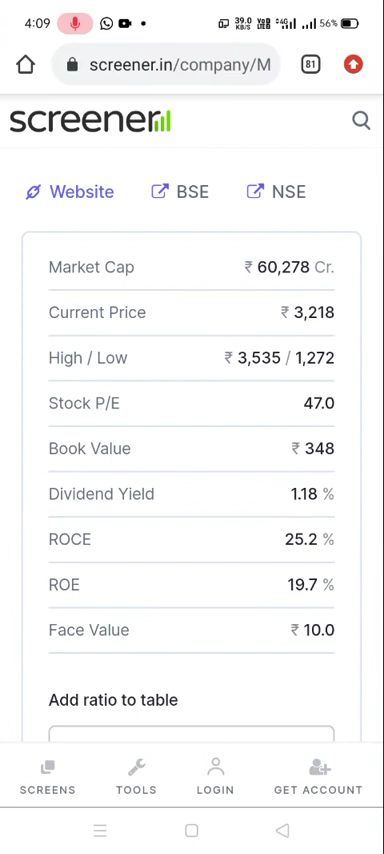 4:09 39.0 KB/S Vo LTE 4G 56%
screener.in/company/M 81
screener
Website BSE NSE
Market Cap ₹ 60,278 Cr.
Current Price ₹ 3,218
High / Low ₹ 3,535 / 1,272
Stock P/E 47.0
Book Value ₹ 348
Dividend Yield 1.18 %
ROCE 25.2 %
ROE 19.7 %
Face Value ₹ 10.0
Add ratio to table
SCREENS TOOLS LOGIN GET ACCOUNT